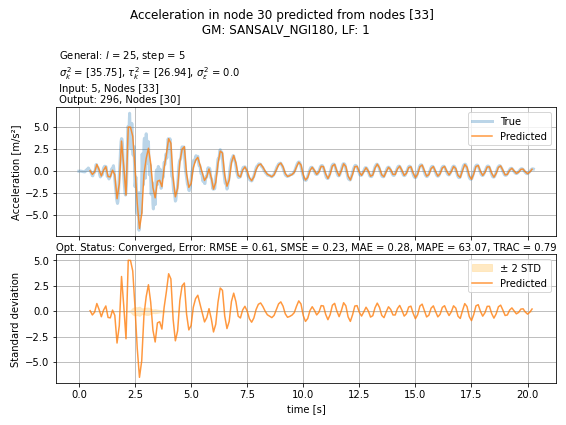 Acceleration in node 30 predicted from nodes [33]
GM: SANSALV_NGI180, LF: 1
General: l = 25, step = 5
σ_k^2 = [35.75], τ_k^2 = [26.94], σ_ε^2 = 0.0
Input: 5, Nodes [33]
Output: 296, Nodes [30]
Acceleration [m/s²]
5.0
2.5
0.0
−2.5
−5.0
True
Predicted
Opt. Status: Converged, Error: RMSE = 0.61, SMSE = 0.23, MAE = 0.28, MAPE = 63.07, TRAC = 0.79
Standard deviation
5.0
2.5
0.0
−2.5
−5.0
± 2 STD
Predicted
0.0 2.5 5.0 7.5 10.0 12.5 15.0 17.5 20.0
time [s]